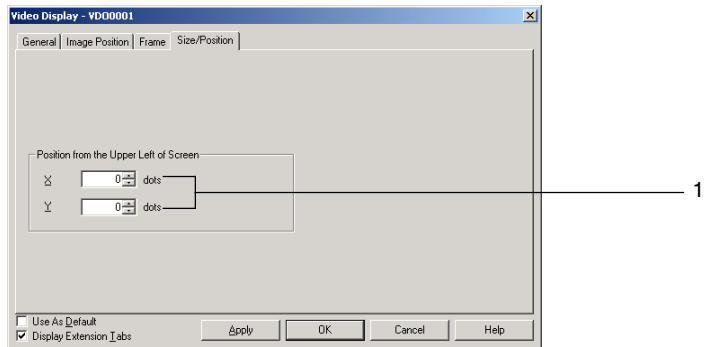 Video Display - VDO0001
General Image Position Frame Size/Position
Position from the Upper Left of Screen
X 0 dots
Y 0 dots
1
Use As Default
Display Extension Tabs
Apply OK Cancel Help